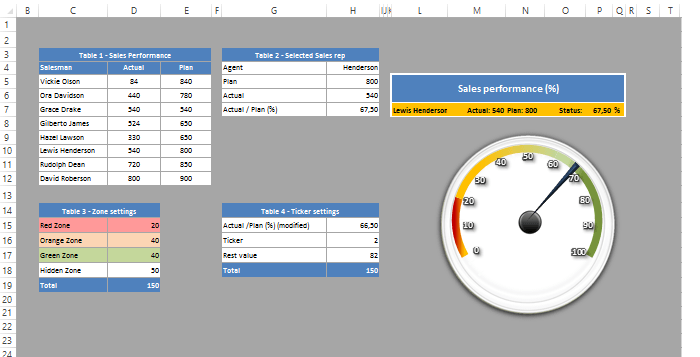 B C D E F G H I J K L M N O P Q R S T
1
2
3 Table 1 - Sales Performance Table 2 - Selected Sales rep
4 Salesman Actual Plan Agent Henderson
5 Vickie Olson 84 840 Plan 800
6 Ora Davidson 440 780 Actual 540 Sales performance (%)
7 Grace Drake 540 540 Actual / Plan (%) 67,50 Lewis Henderson Actual: 540 Plan: 800 Status: 67,50 %
8 Gilberto James 524 650
9 Hazel Lawson 330 650
10 Lewis Henderson 540 800
11 Rudolph Dean 720 850
12 David Roberson 800 900
13
14 Table 3 - Zone settings Table 4 - Ticker settings
15 Red Zone 20 Actual /Plan (%) (modified) 66,50
16 Orange Zone 40 Ticker 2
17 Green Zone 40 Rest value 82
18 Hidden Zone 50 Total 150
19 Total 150
20
21
22
23
24
0 10 20 30 40 50 60 70 80 90 100